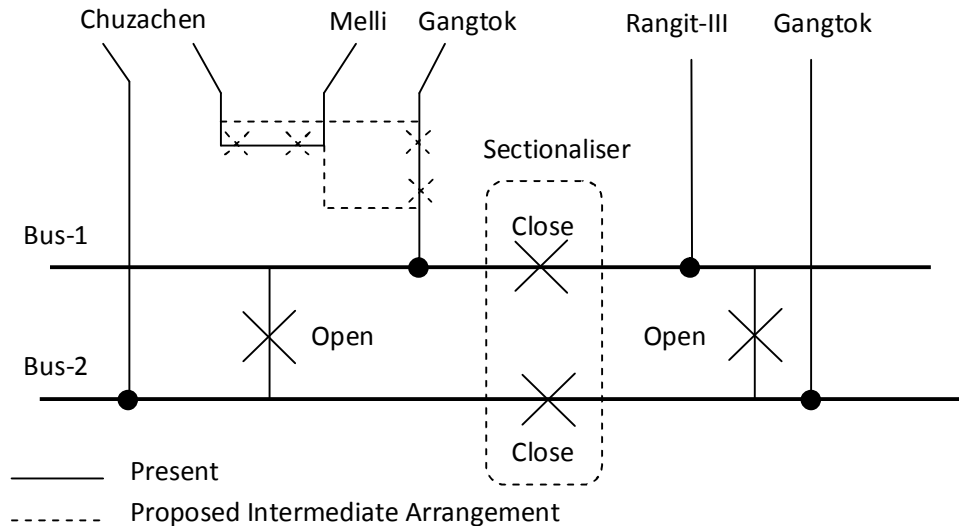 Chuzachen Melli Gangtok Rangit-III Gangtok
Sectionaliser
Close
Bus-1
Open Open
Bus-2
Close
Present
Proposed Intermediate Arrangement